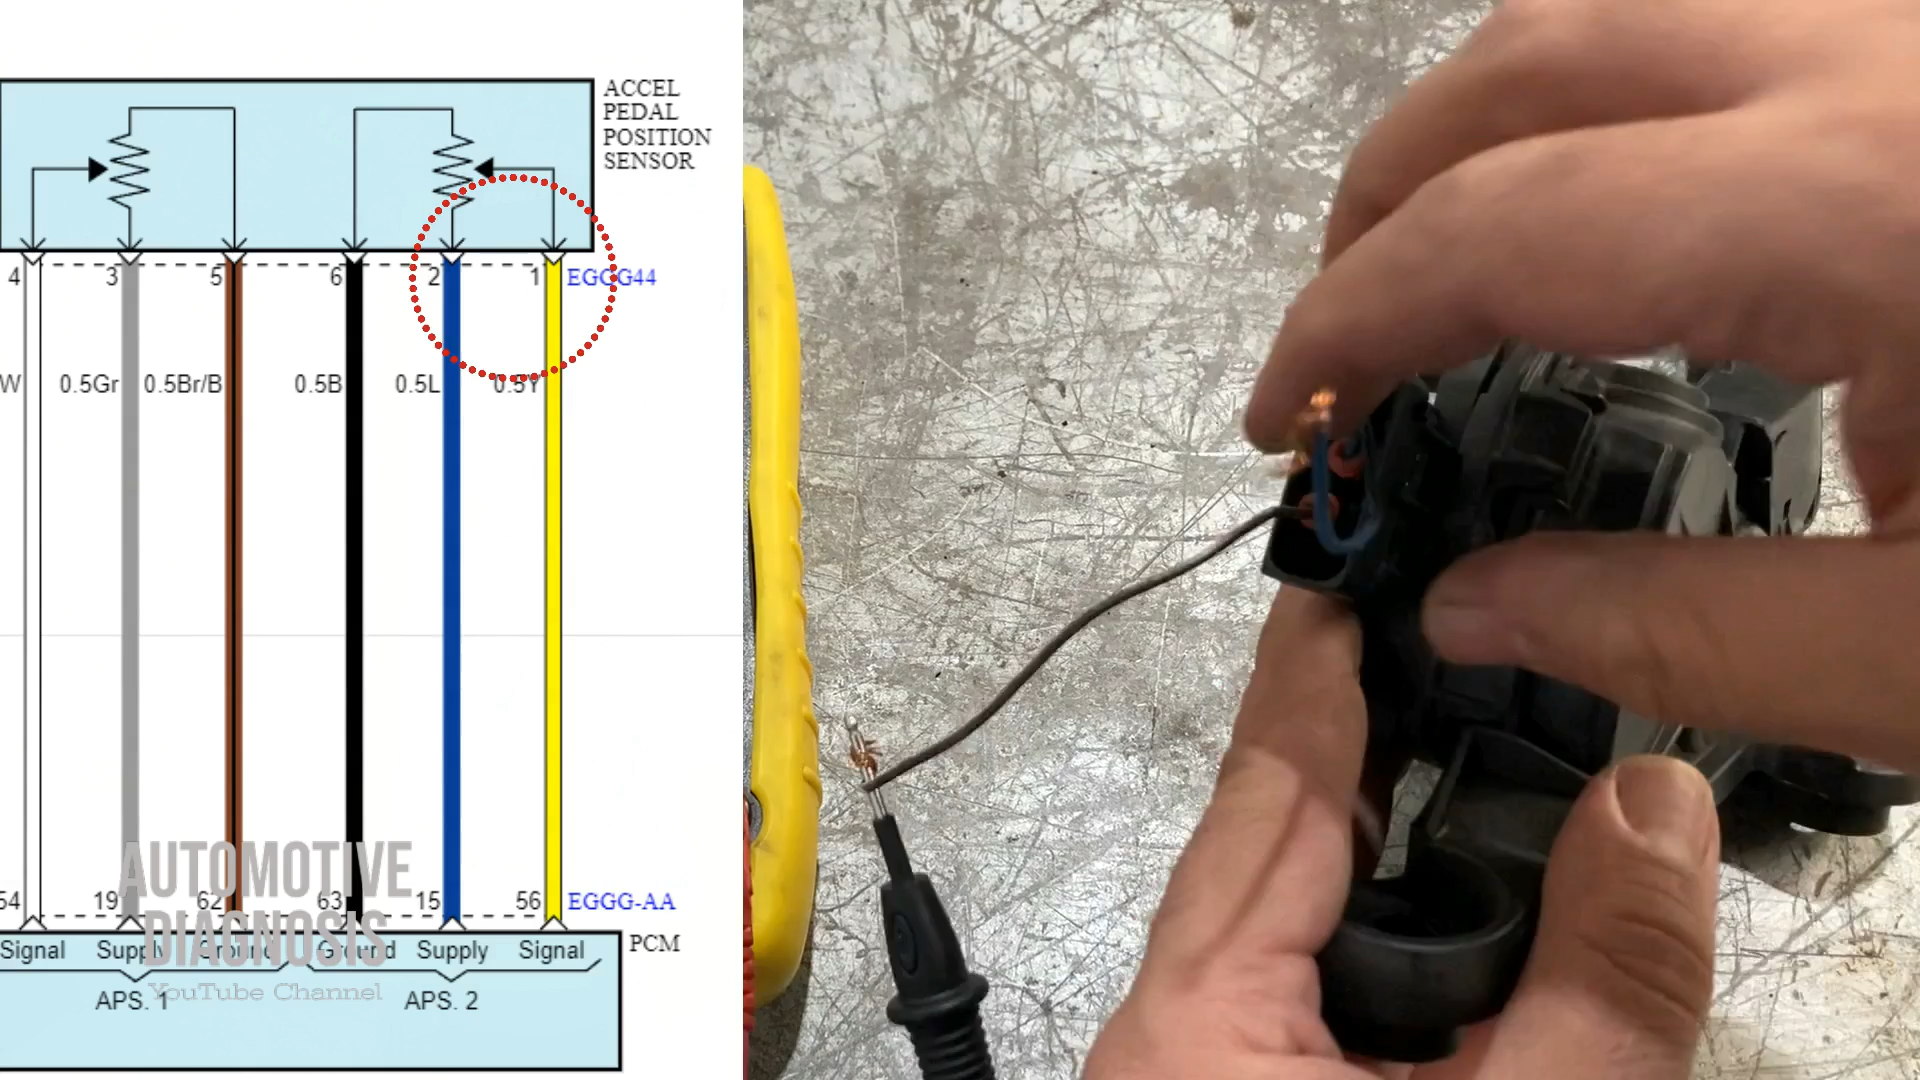 ACCEL
PEDAL
POSITION
SENSOR
4 3 5 6 2 1 EGGG44
W 0.5Gr 0.5Br/B 0.5B 0.5L 0.5Y
54 19 62 63 15 56 EGGG-AA
Signal Supply Ground Ground Supply Signal PCM
APS. 1 APS. 2
AUTOMOTIVE
DIAGNOSIS
YouTube Channel